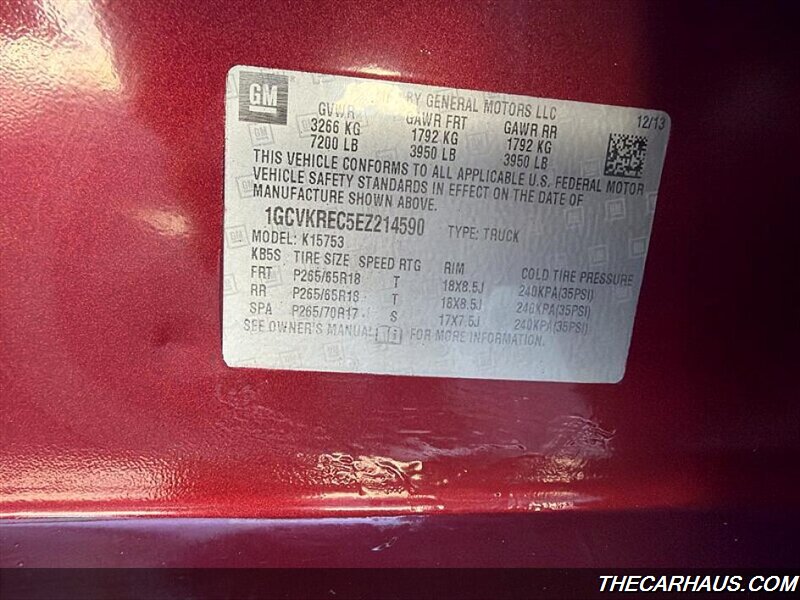 GM
BY GENERAL MOTORS LLC 12/13
GVWR GAWR FRT GAWR RR
3266 KG 1792 KG 1792 KG
7200 LB 3950 LB 3950 LB
THIS VEHICLE CONFORMS TO ALL APPLICABLE U.S. FEDERAL MOTOR
VEHICLE SAFETY STANDARDS IN EFFECT ON THE DATE OF
MANUFACTURE SHOWN ABOVE.
1GCVKREC5EZ214590 TYPE: TRUCK
MODEL: K15753
KB5S TIRE SIZE SPEED RTG RIM COLD TIRE PRESSURE
FRT P265/65R18 T 18X8.5J 240KPA(35PSI)
RR P265/65R18 T 18X8.5J 240KPA(35PSI)
SPA P265/70R17 S 17X7.5J 240KPA(35PSI)
SEE OWNER'S MANUAL FOR MORE INFORMATION.
THECARHAUS.COM